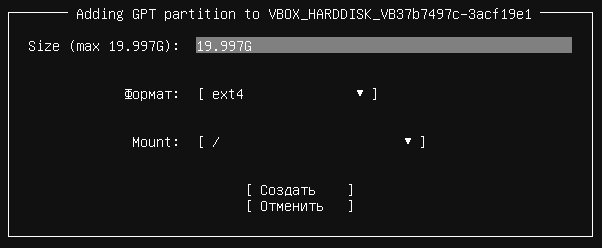 Adding GPT partition to VBOX_HARDDISK_VB37b7497c-3acf19e1
Size (max 19.997G): 19.997G
Формат: [ ext4 ▼ ]
Mount: [ / ▼ ]
[ Создать ]
[ Отменить ]